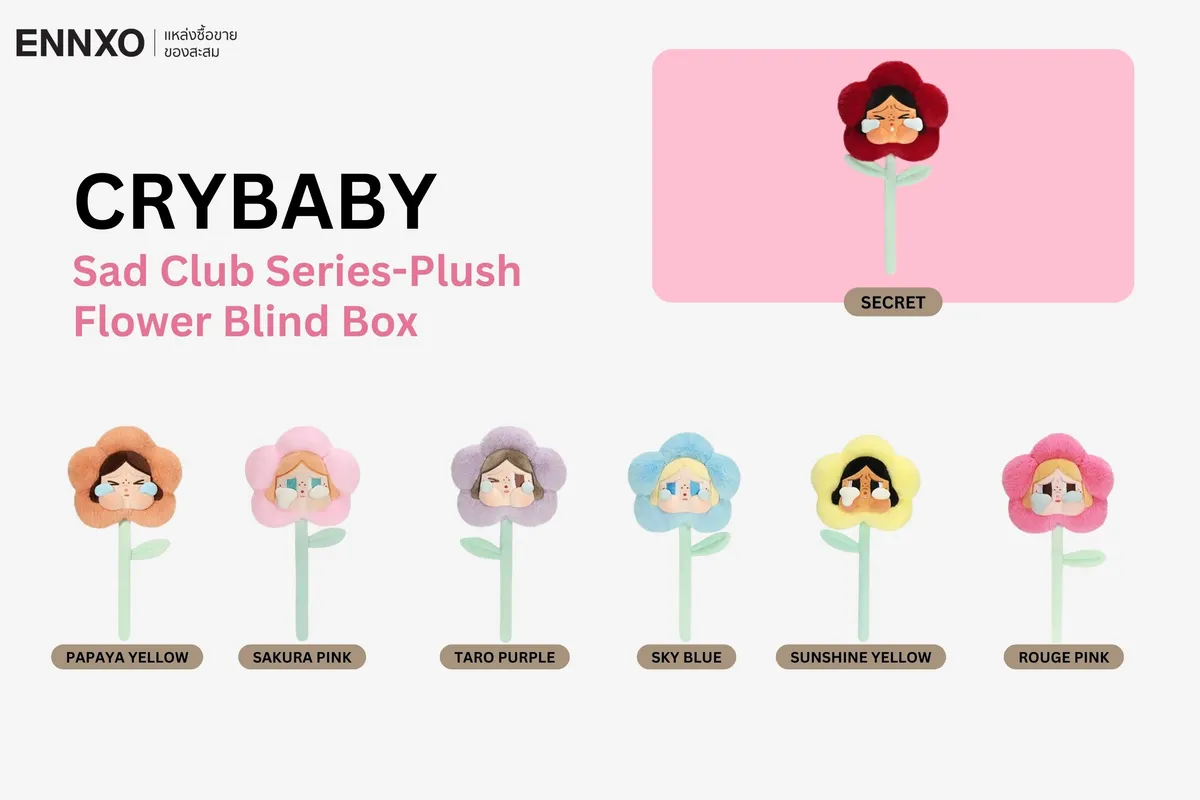 ENNXO
แหล่งซื้อขาย
ของสะสม
CRYBABY
Sad Club Series-Plush
Flower Blind Box
SECRET
PAPAYA YELLOW
SAKURA PINK
TARO PURPLE
SKY BLUE
SUNSHINE YELLOW
ROUGE PINK